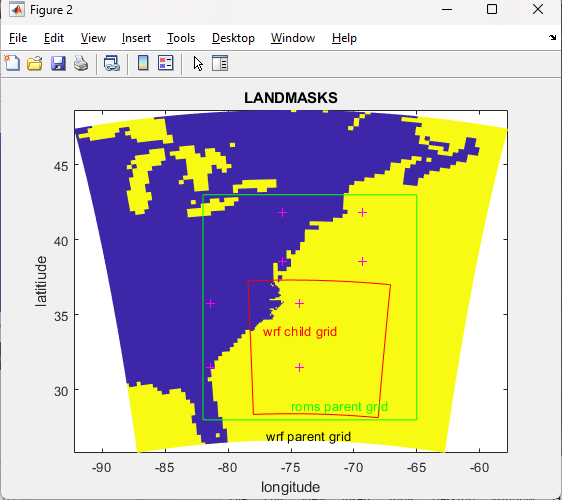 Figure 2
File Edit View Insert Tools Desktop Window Help
LANDMASKS
45
40
35
30
latitiude
wrf child grid
roms parent grid
wrf parent grid
-90 -85 -80 -75 -70 -65 -60
longitude